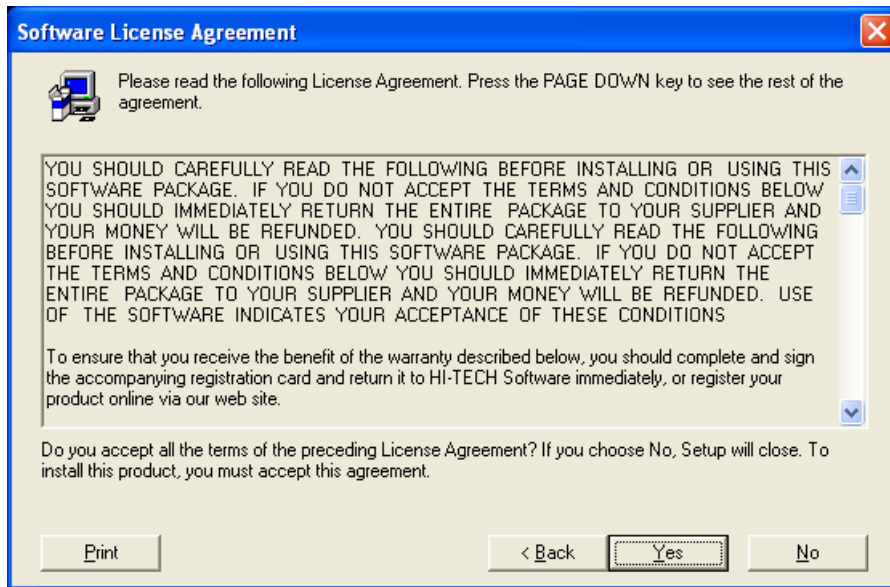 Software License Agreement
Please read the following License Agreement. Press the PAGE DOWN key to see the rest of the
agreement.
YOU SHOULD CAREFULLY READ THE FOLLOWING BEFORE INSTALLING OR USING THIS
SOFTWARE PACKAGE. IF YOU DO NOT ACCEPT THE TERMS AND CONDITIONS BELOW
YOU SHOULD IMMEDIATELY RETURN THE ENTIRE PACKAGE TO YOUR SUPPLIER AND
YOUR MONEY WILL BE REFUNDED. YOU SHOULD CAREFULLY READ THE FOLLOWING
BEFORE INSTALLING OR USING THIS SOFTWARE PACKAGE. IF YOU DO NOT ACCEPT
THE TERMS AND CONDITIONS BELOW YOU SHOULD IMMEDIATELY RETURN THE
ENTIRE PACKAGE TO YOUR SUPPLIER AND YOUR MONEY WILL BE REFUNDED. USE
OF THE SOFTWARE INDICATES YOUR ACCEPTANCE OF THESE CONDITIONS
To ensure that you receive the benefit of the warranty described below, you should complete and sign
the accompanying registration card and return it to HI-TECH Software immediately, or register your
product online via our web site.
Do you accept all the terms of the preceding License Agreement? If you choose No, Setup will close. To
install this product, you must accept this agreement.
Print
< Back
Yes
No